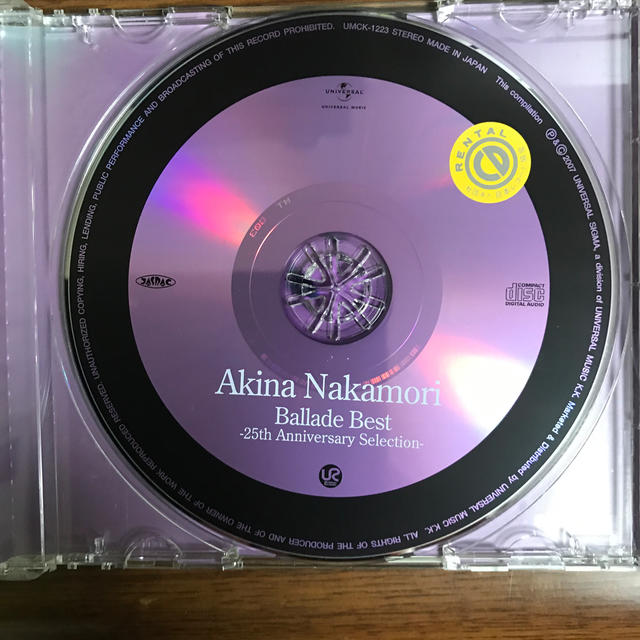 UNAUTHORIZED COPYING, HIRING, LENDING, PUBLIC PERFORMANCE AND BROADCASTING OF THIS RECORD PROHIBITED. UMCK-1223 STEREO MADE IN JAPAN
This compilation ℗&© 2007 UNIVERSAL SIGMA, a division of UNIVERSAL MUSIC K.K. Marketed & Distributed by UNIVERSAL MUSIC K.K. ALL RIGHTS OF THE PRODUCER AND OF THE OWNER OF THE WORK REPRODUCED RESERVED.
UNIVERSAL
UNIVERSAL MUSIC
RENTAL
CD
JASRAC
COMPACT
disc
DIGITAL AUDIO
Akina Nakamori
Ballade Best
-25th Anniversary Selection-